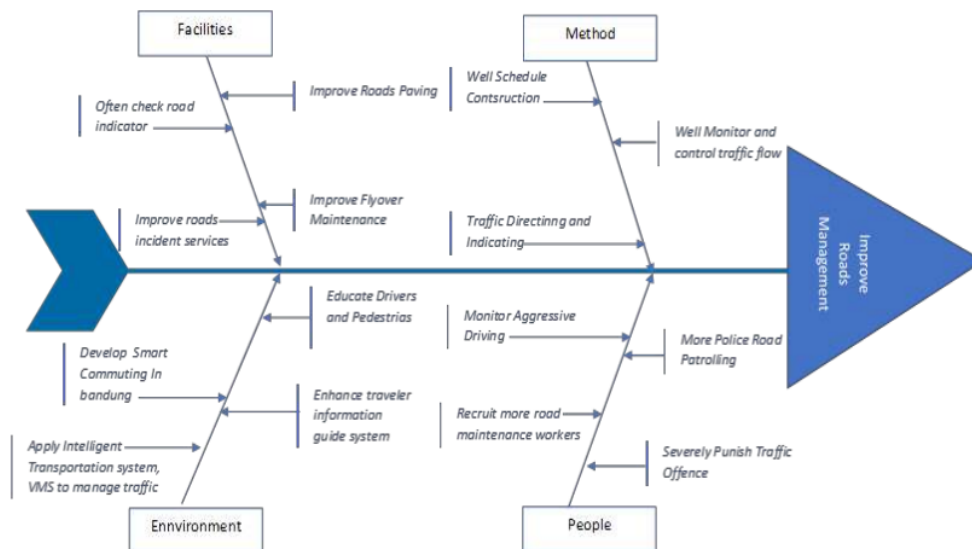 Facilities
Method
Improve Roads Paving
Often check road
indicator
Improve Flyover
Maintenance
Improve roads
incident services
Well Schedule
Contsruction
Well Monitor and
control traffic flow
Traffic Directinng and
Indicating
Improve
Roads
Management
Educate Drivers
and Pedestrias
Develop Smart
Commuting In
bandung
Enhance traveler
information
guide system
Apply Intelligent
Transportation system,
VMS to manage traffic
Monitor Aggressive
Driving
More Police Road
Patrolling
Recruit more road
maintenance workers
Severely Punish Traffic
Offence
Ennvironment
People